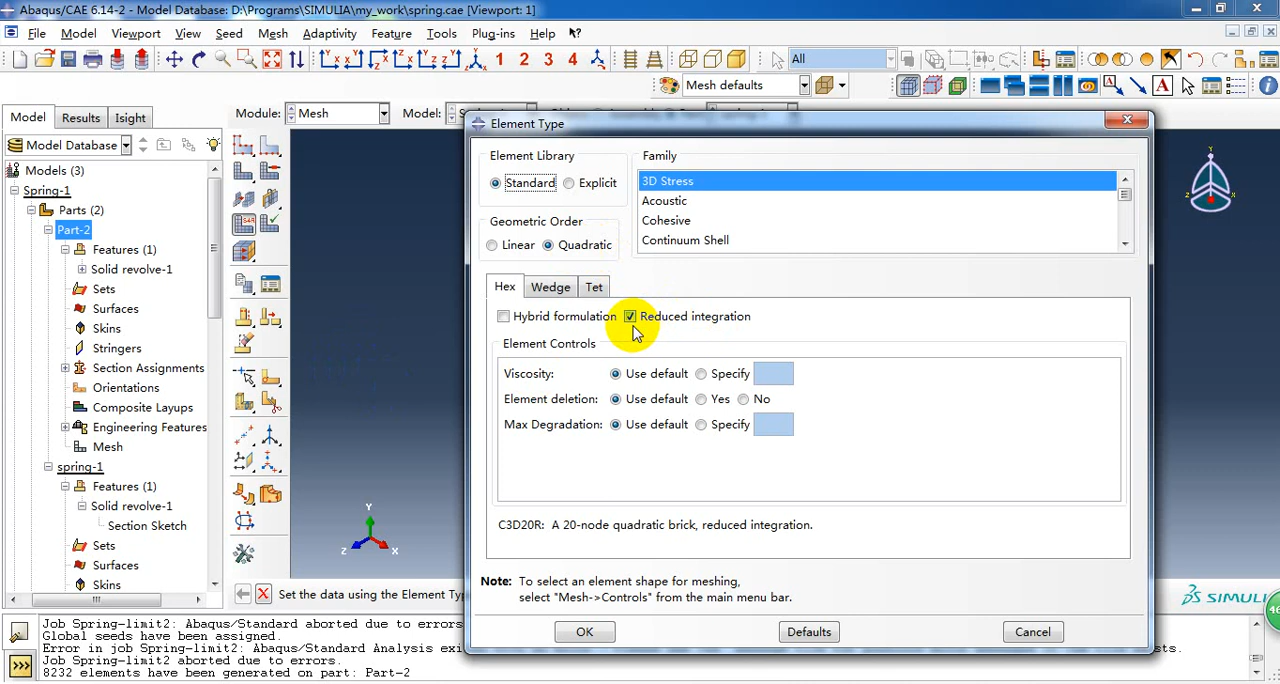 Abaqus/CAE 6.14-2 - Model Database: D:\Programs\SIMULIA\my_work\spring.cae [Viewport: 1]
File Model Viewport View Seed Mesh Adaptivity Feature Tools Plug-ins Help
1 2 3 4 All
Mesh defaults
Model Results Isight Module: Mesh Model:
Model Database
Models (3)
Spring-1
Parts (2)
Part-2
Features (1)
Solid revolve-1
Sets
Surfaces
Skins
Stringers
Section Assignments
Orientations
Composite Layups
Engineering Features
Mesh
spring-1
Features (1)
Solid revolve-1
Section Sketch
Sets
Surfaces
Skins
Element Type
Element Library
Standard Explicit
Geometric Order
Linear Quadratic
Family
3D Stress
Acoustic
Cohesive
Continuum Shell
Hex Wedge Tet
Hybrid formulation Reduced integration
Element Controls
Viscosity: Use default Specify
Element deletion: Use default Yes No
Max Degradation: Use default Specify
C3D20R: A 20-node quadratic brick, reduced integration.
Note: To select an element shape for meshing,
select "Mesh->Controls" from the main menu bar.
OK Defaults Cancel
Y
Z X
Y
Z X
Set the data using the Element Ty
SIMULI
46
Job Spring-limit2: Abaqus/Standard aborted due to errors
Global seeds have been assigned.
Error in job Spring-limit2: Abaqus/Standard Analysis exi
Job Spring-limit2 aborted due to errors.
8232 elements have been generated on part: Part-2